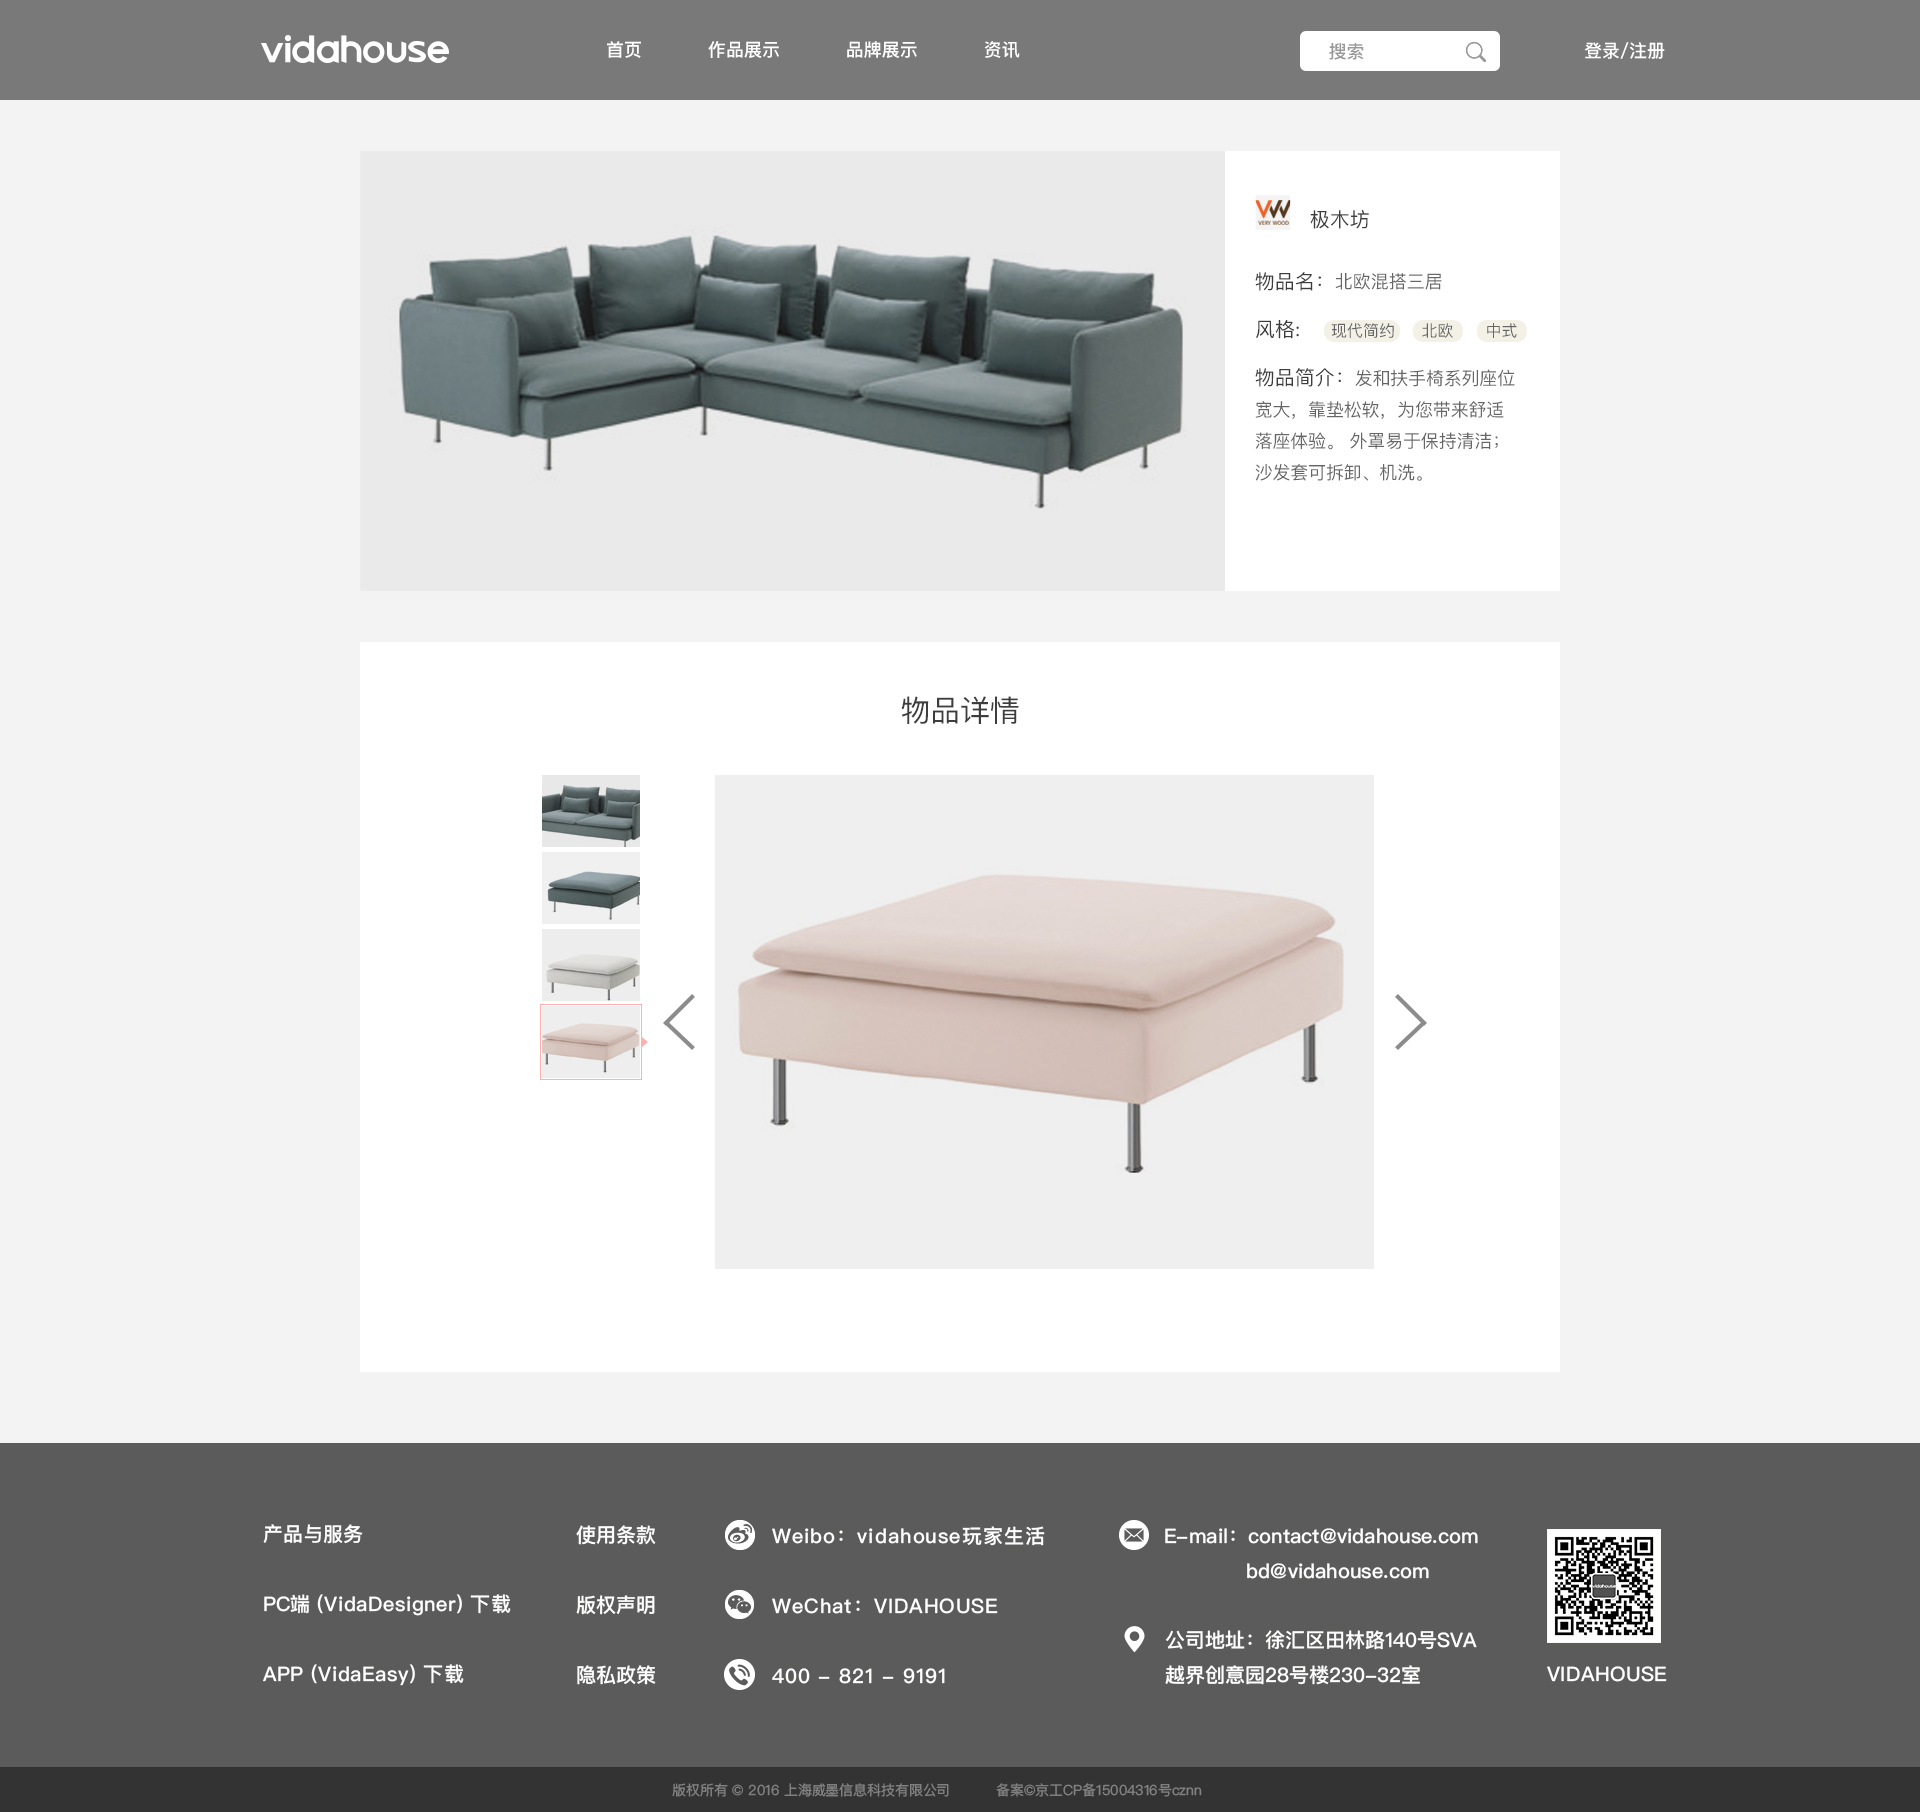 vidahouse
首页 作品展示 品牌展示 资讯
搜索
登录/注册
VERY WOOD
极木坊
物品名：北欧混搭三居
风格： 现代简约 北欧 中式
物品简介：发和扶手椅系列座位
宽大，靠垫松软，为您带来舒适
落座体验。 外罩易于保持清洁；
沙发套可拆卸、机洗。
物品详情
产品与服务
PC端 (VidaDesigner) 下载
APP (VidaEasy) 下载
使用条款
版权声明
隐私政策
Weibo：vidahouse玩家生活
WeChat：VIDAHOUSE
400 - 821 - 9191
E-mail：contact@vidahouse.com
bd@vidahouse.com
公司地址：徐汇区田林路140号SVA
越界创意园28号楼230-32室
vidahouse
VIDAHOUSE
版权所有 © 2016 上海威墨信息科技有限公司 备案©京工CP备15004316号cznn